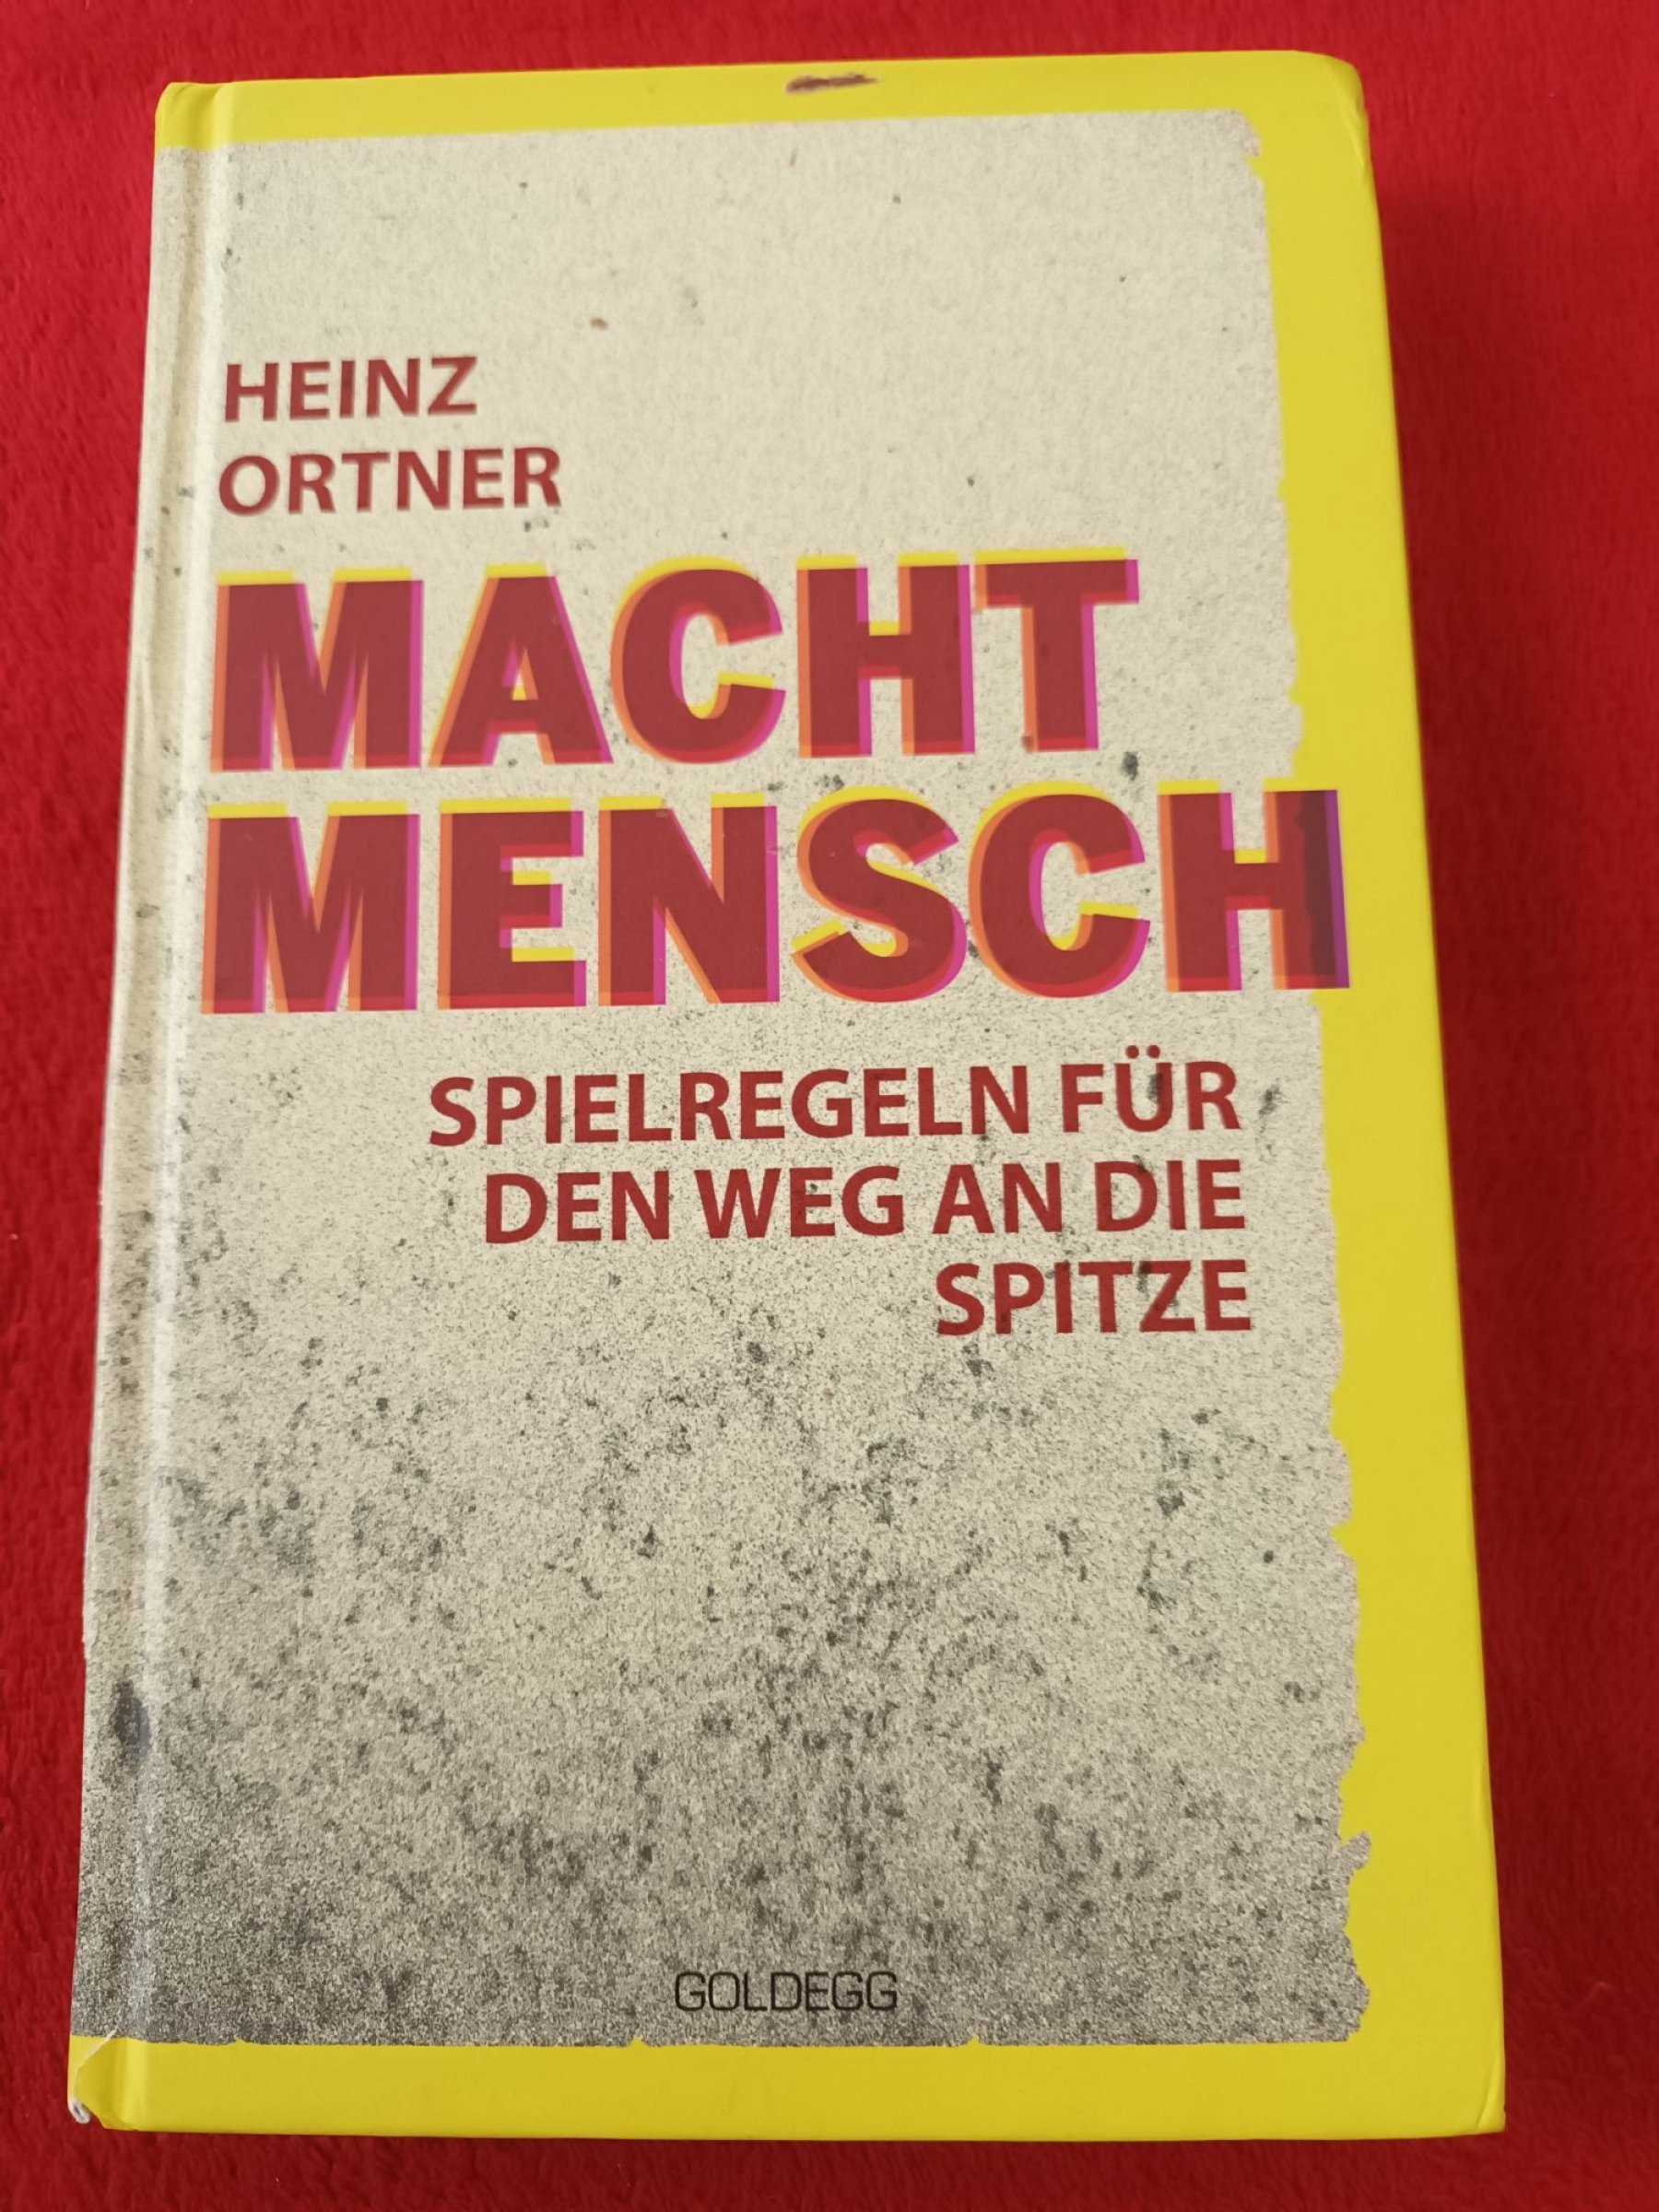 HEINZ
ORTNER
MACHT
MENSCH
SPIELREGELN FÜR
DEN WEG AN DIE
SPITZE
GOLDEGG